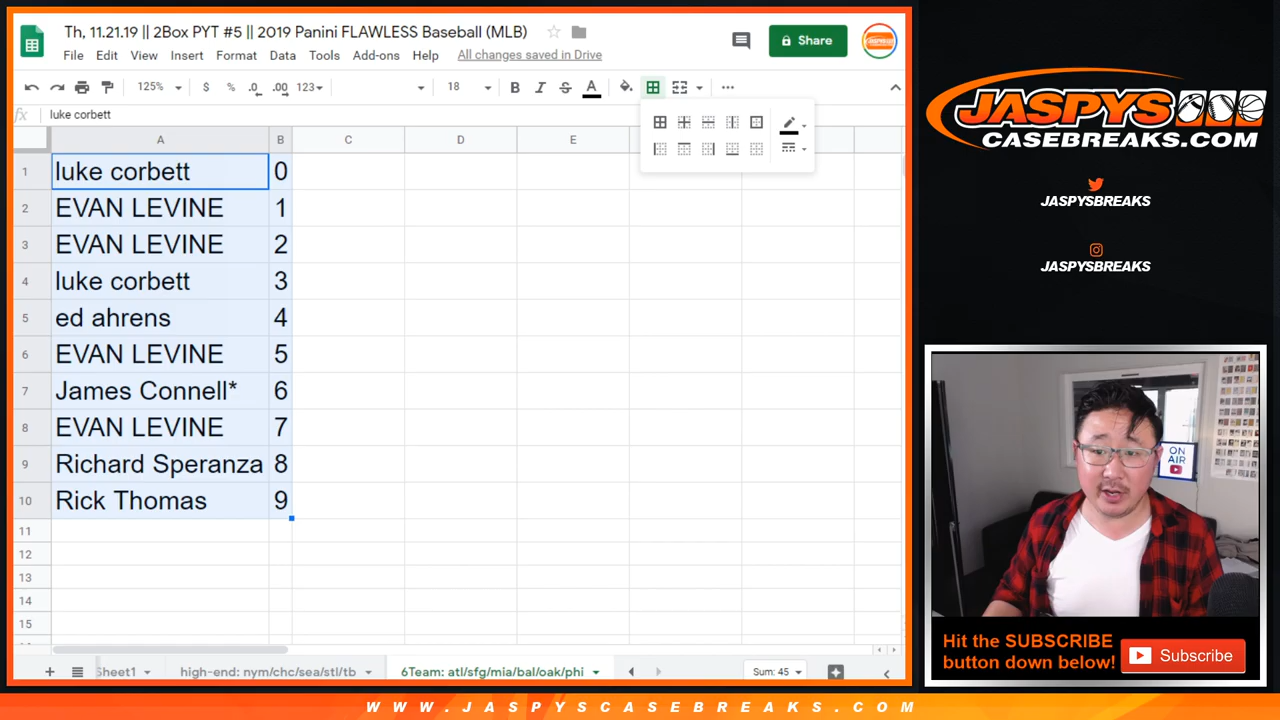 Th, 11.21.19 || 2Box PYT #5 || 2019 Panini FLAWLESS Baseball (MLB)
File Edit View Insert Format Data Tools Add-ons Help All changes saved in Drive
Share
125% $ % .0 .00 123 18 B I S A
fx luke corbett
A B C D E
1 luke corbett 0
2 EVAN LEVINE 1
3 EVAN LEVINE 2
4 luke corbett 3
5 ed ahrens 4
6 EVAN LEVINE 5
7 James Connell* 6
8 EVAN LEVINE 7
9 Richard Speranza 8
10 Rick Thomas 9
11
12
13
14
15
Sheet1 high-end: nym/chc/sea/stl/tb 6Team: atl/sfg/mia/bal/oak/phi Sum: 45
JASPYS
CASEBREAKS.COM
JASPYSBREAKS
JASPYSBREAKS
ON
AIR
Hit the SUBSCRIBE
button down below!
Subscribe
WWW.JASPYSCASEBREAKS.COM